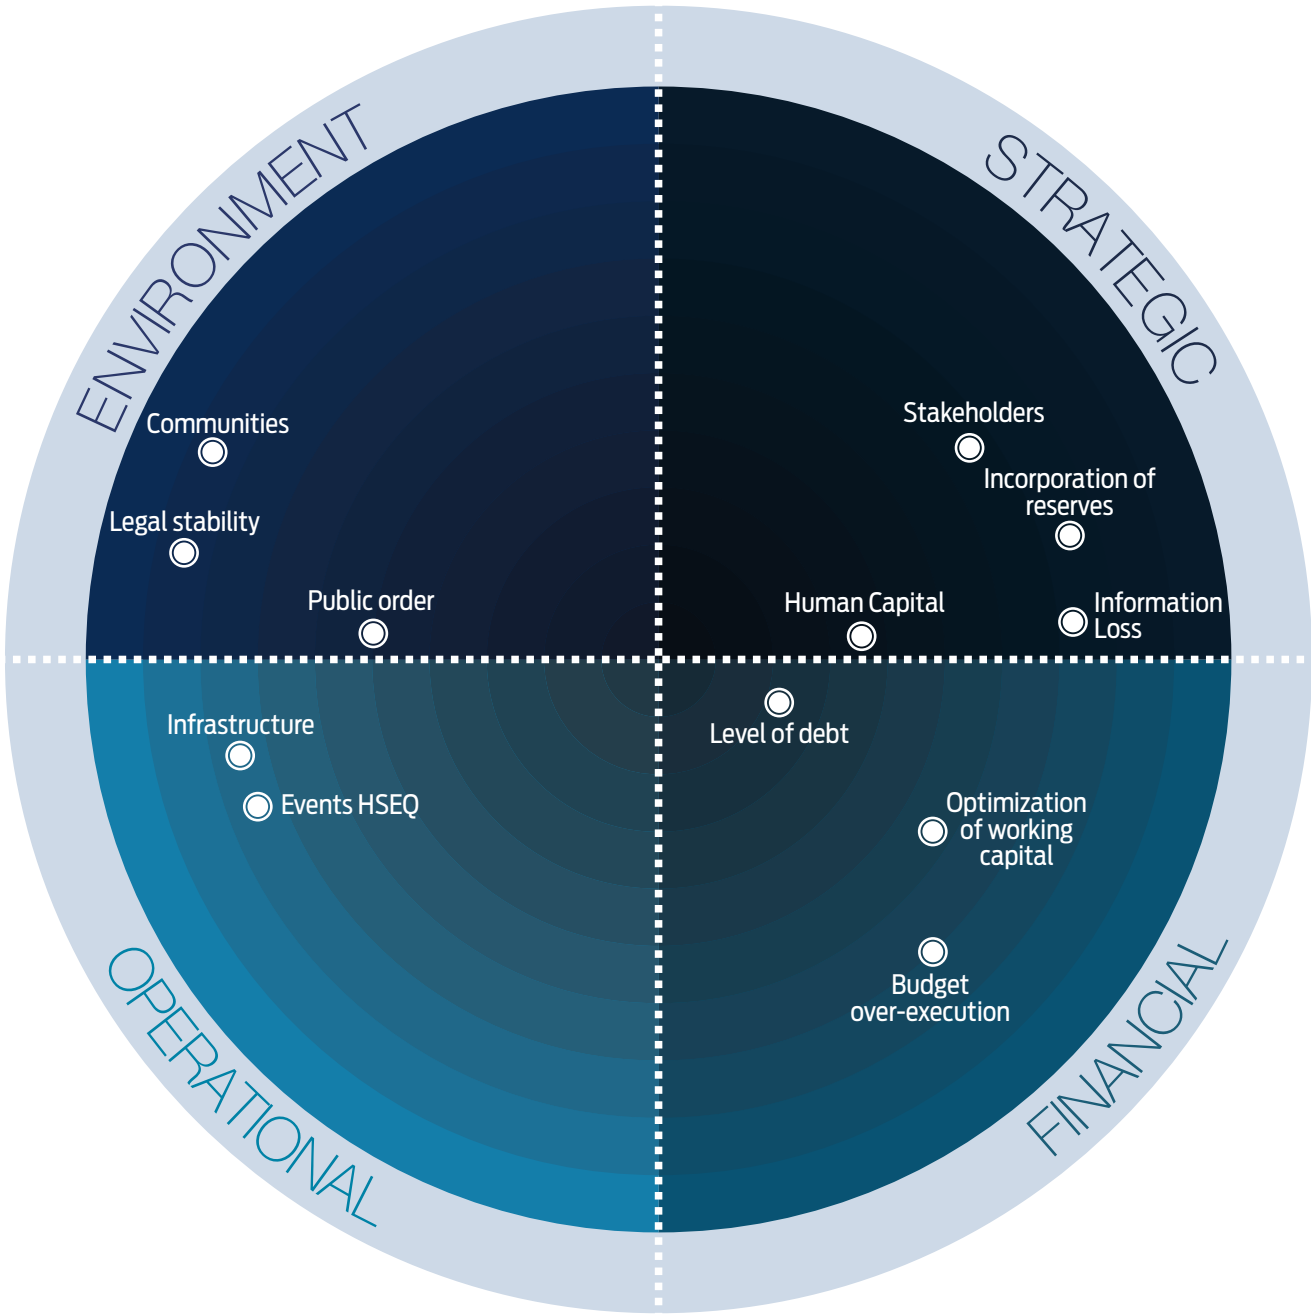 ENVIRONMENT
STRATEGIC
Communities
Legal stability
Public order
Stakeholders
Incorporation of
reserves
Human Capital
Information
Loss
Infrastructure
Events HSEQ
Level of debt
Optimization
of working
capital
Budget
over-execution
OPERATIONAL
FINANCIAL